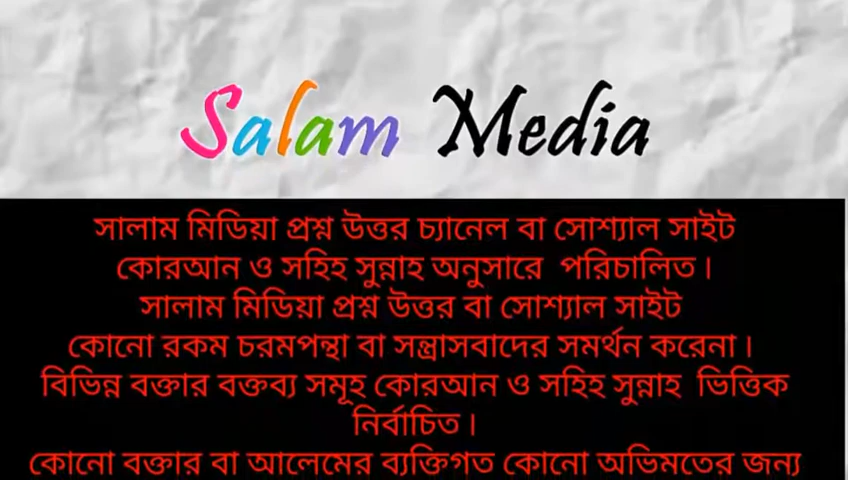 Salam Media
সালাম মিডিয়া প্রশ্ন উত্তর চ্যানেল বা সোশ্যাল সাইট
কোরআন ও সহিহ সুন্নাহ অনুসারে পরিচালিত।
সালাম মিডিয়া প্রশ্ন উত্তর বা সোশ্যাল সাইট
কোনো রকম চরমপন্থা বা সন্ত্রাসবাদের সমর্থন করেনা।
বিভিন্ন বক্তার বক্তব্য সমূহ কোরআন ও সহিহ সুন্নাহ ভিত্তিক
নির্বাচিত।
কোনো বক্তার বা আলেমের ব্যক্তিগত কোনো অভিমতের জন্য